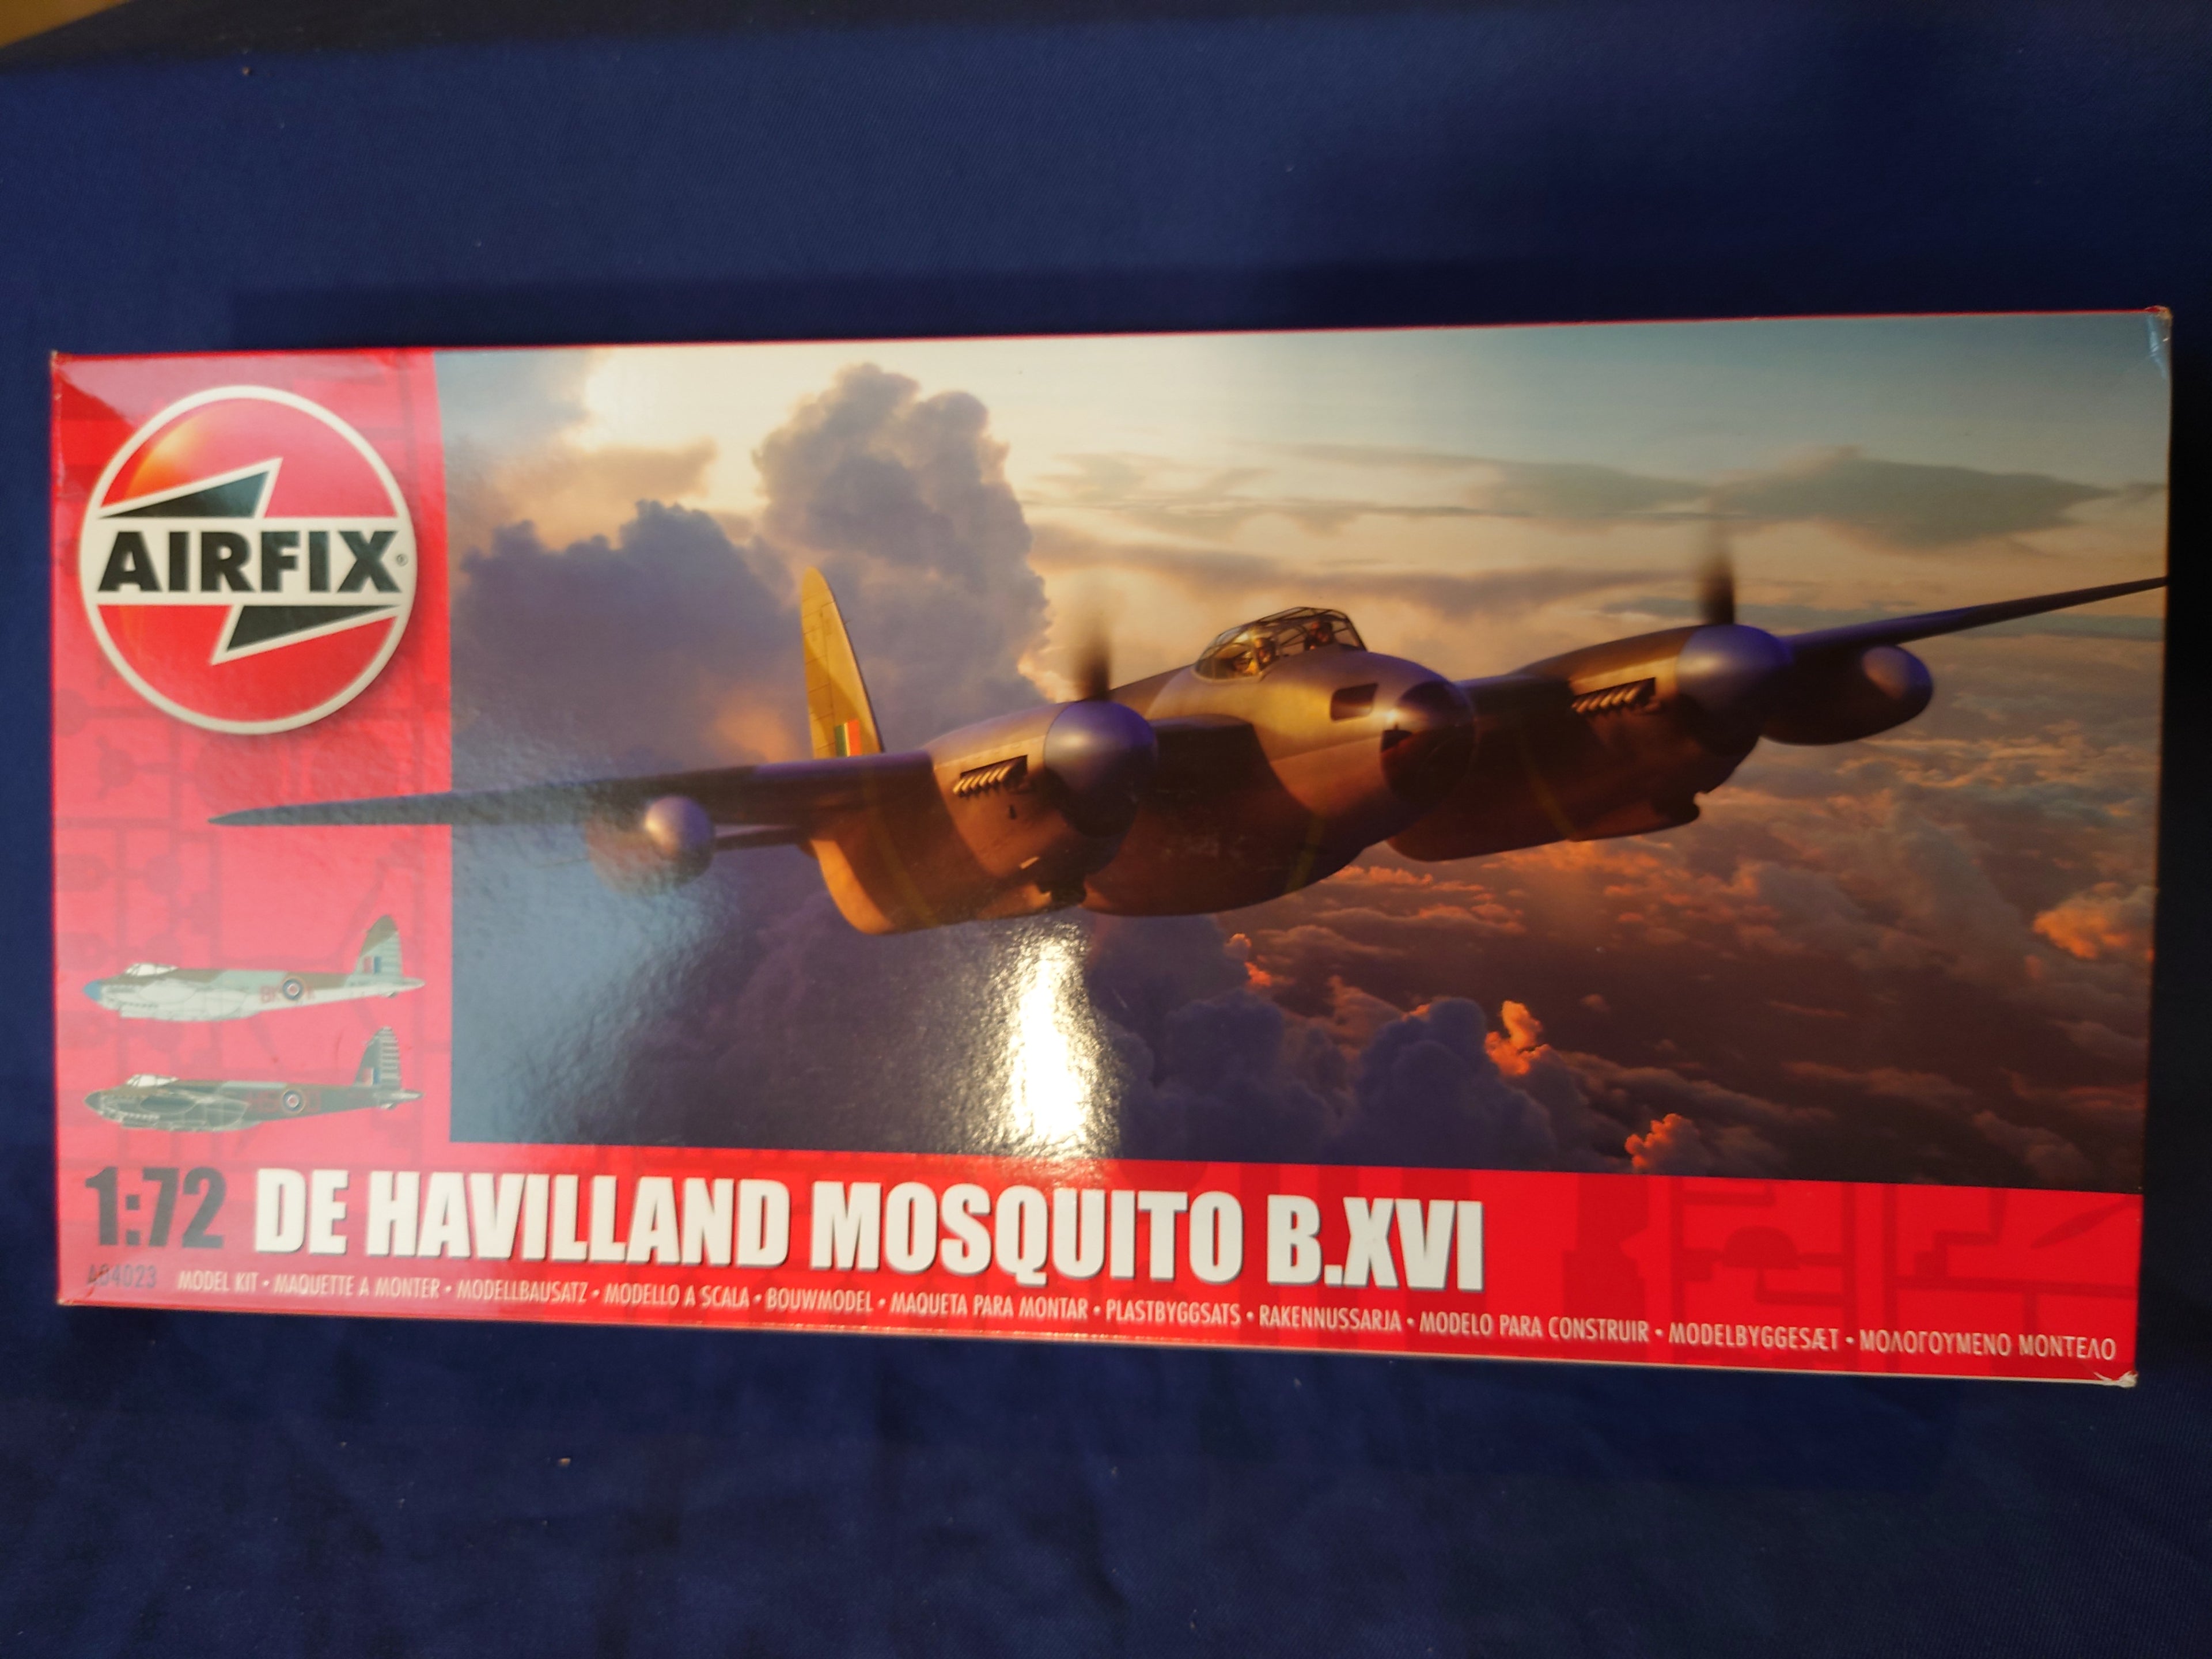 AIRFIX®
1:72 DE HAVILLAND MOSQUITO B.XVI
A04023 MODEL KIT • MAQUETTE A MONTER • MODELLBAUSATZ • MODELLO A SCALA • BOUWMODEL • MAQUETA PARA MONTAR • PLASTBYGGSATS • RAKENNUSSARJA • MODELO PARA CONSTRUIR • MODELBYGGESÆT • ΜΟΛΟΓΟΥΜΕΝΟ ΜΟΝΤΕΛΟ